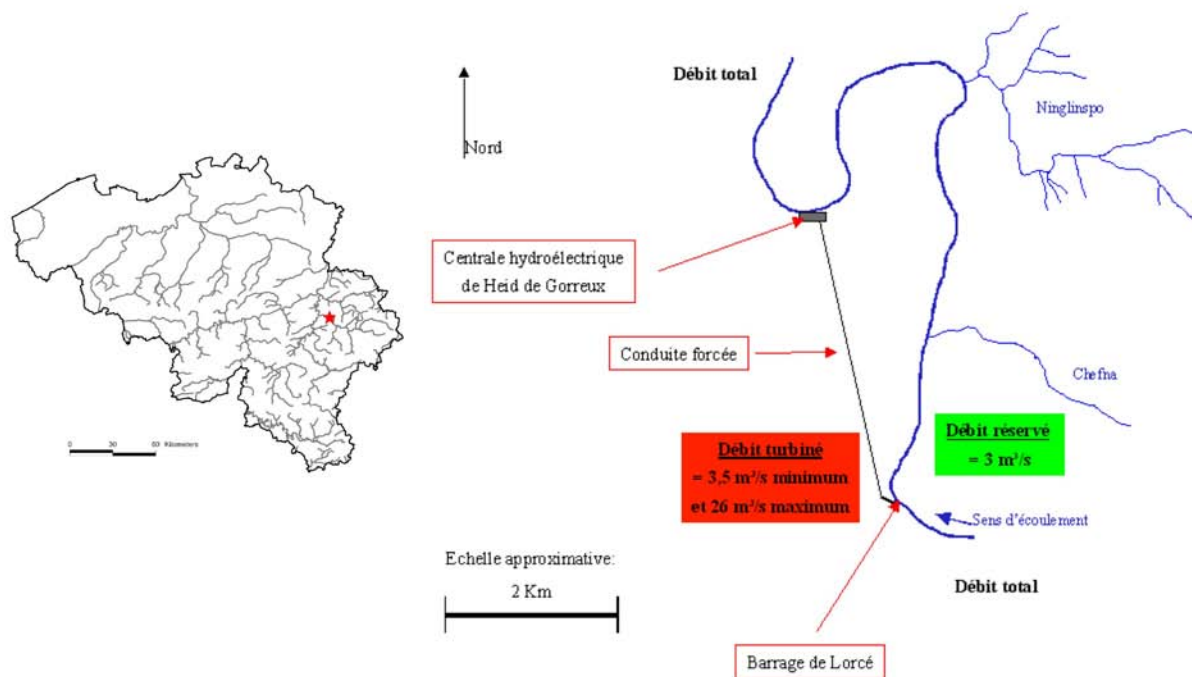 Débit total
Nord
Ninglinspo
Centrale hydroélectrique
de Heid de Gorreux
Conduite forcée
Chefna
Débit réservé
= 3 m³/s
Débit turbiné
= 3,5 m³/s minimum
et 26 m³/s maximum
Sens d'écoulement
0 30 60 Kilometers
Echelle approximative:
2 Km
Débit total
Barrage de Lorcé